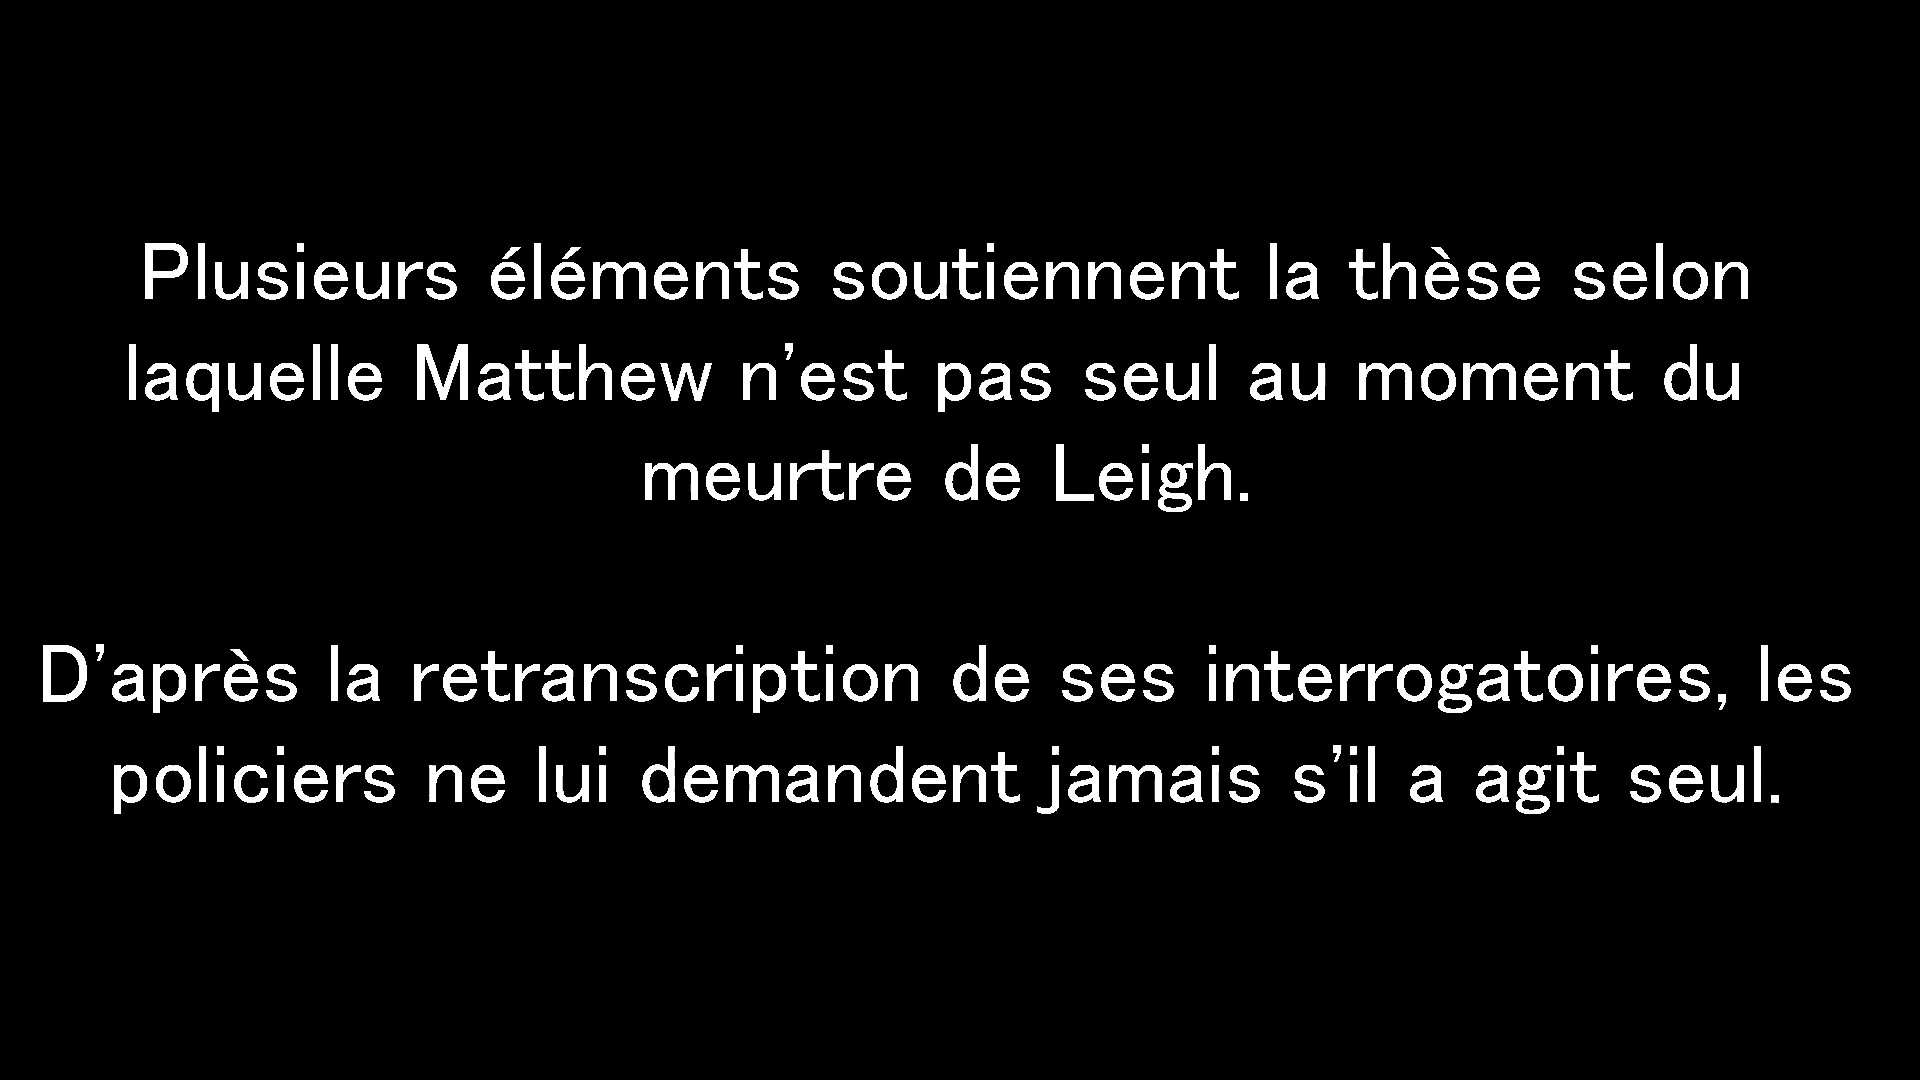 Plusieurs éléments soutiennent la thèse selon
laquelle Matthew n’est pas seul au moment du
meurtre de Leigh.
D’après la retranscription de ses interrogatoires, les
policiers ne lui demandent jamais s’il a agit seul.